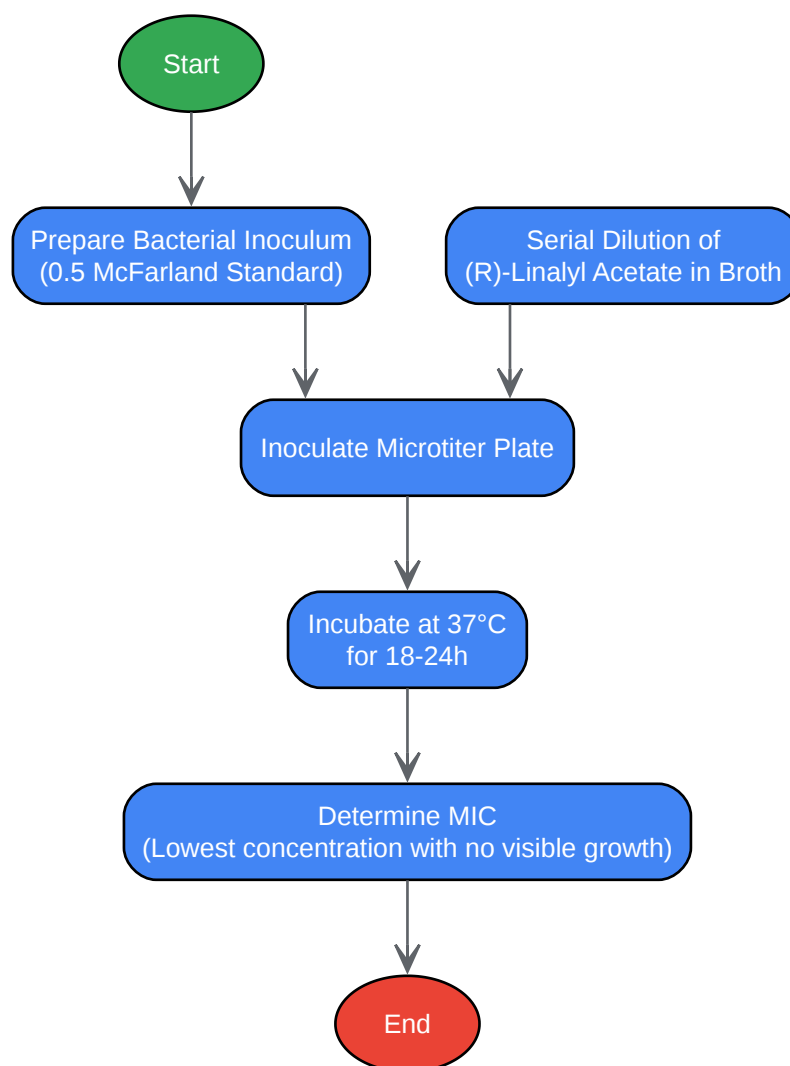 Start
Prepare Bacterial Inoculum
(0.5 McFarland Standard)
Serial Dilution of
(R)-Linalyl Acetate in Broth
Inoculate Microtiter Plate
Incubate at 37°C
for 18-24h
Determine MIC
(Lowest concentration with no visible growth)
End